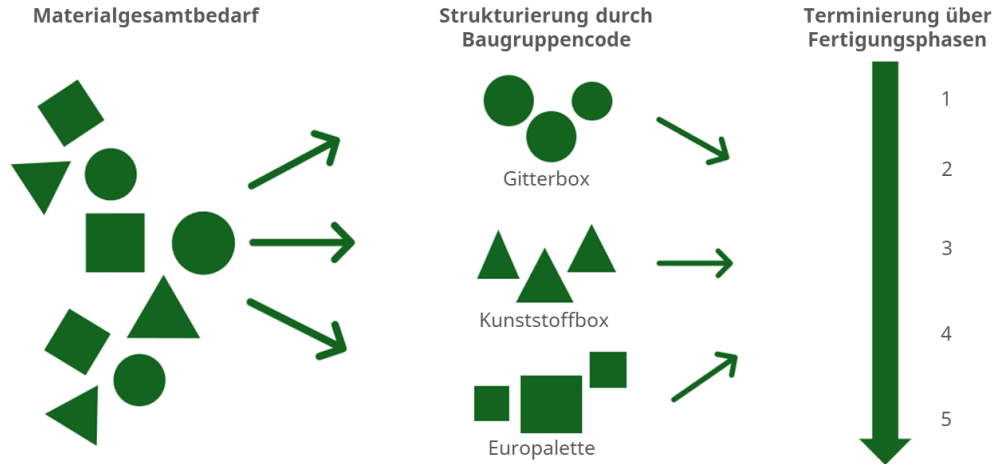 Materialgesamtbedarf
Strukturierung durch
Baugruppencode
Terminierung über
Fertigungsphasen
Gitterbox
Kunststoffbox
Europalette
1
2
3
4
5